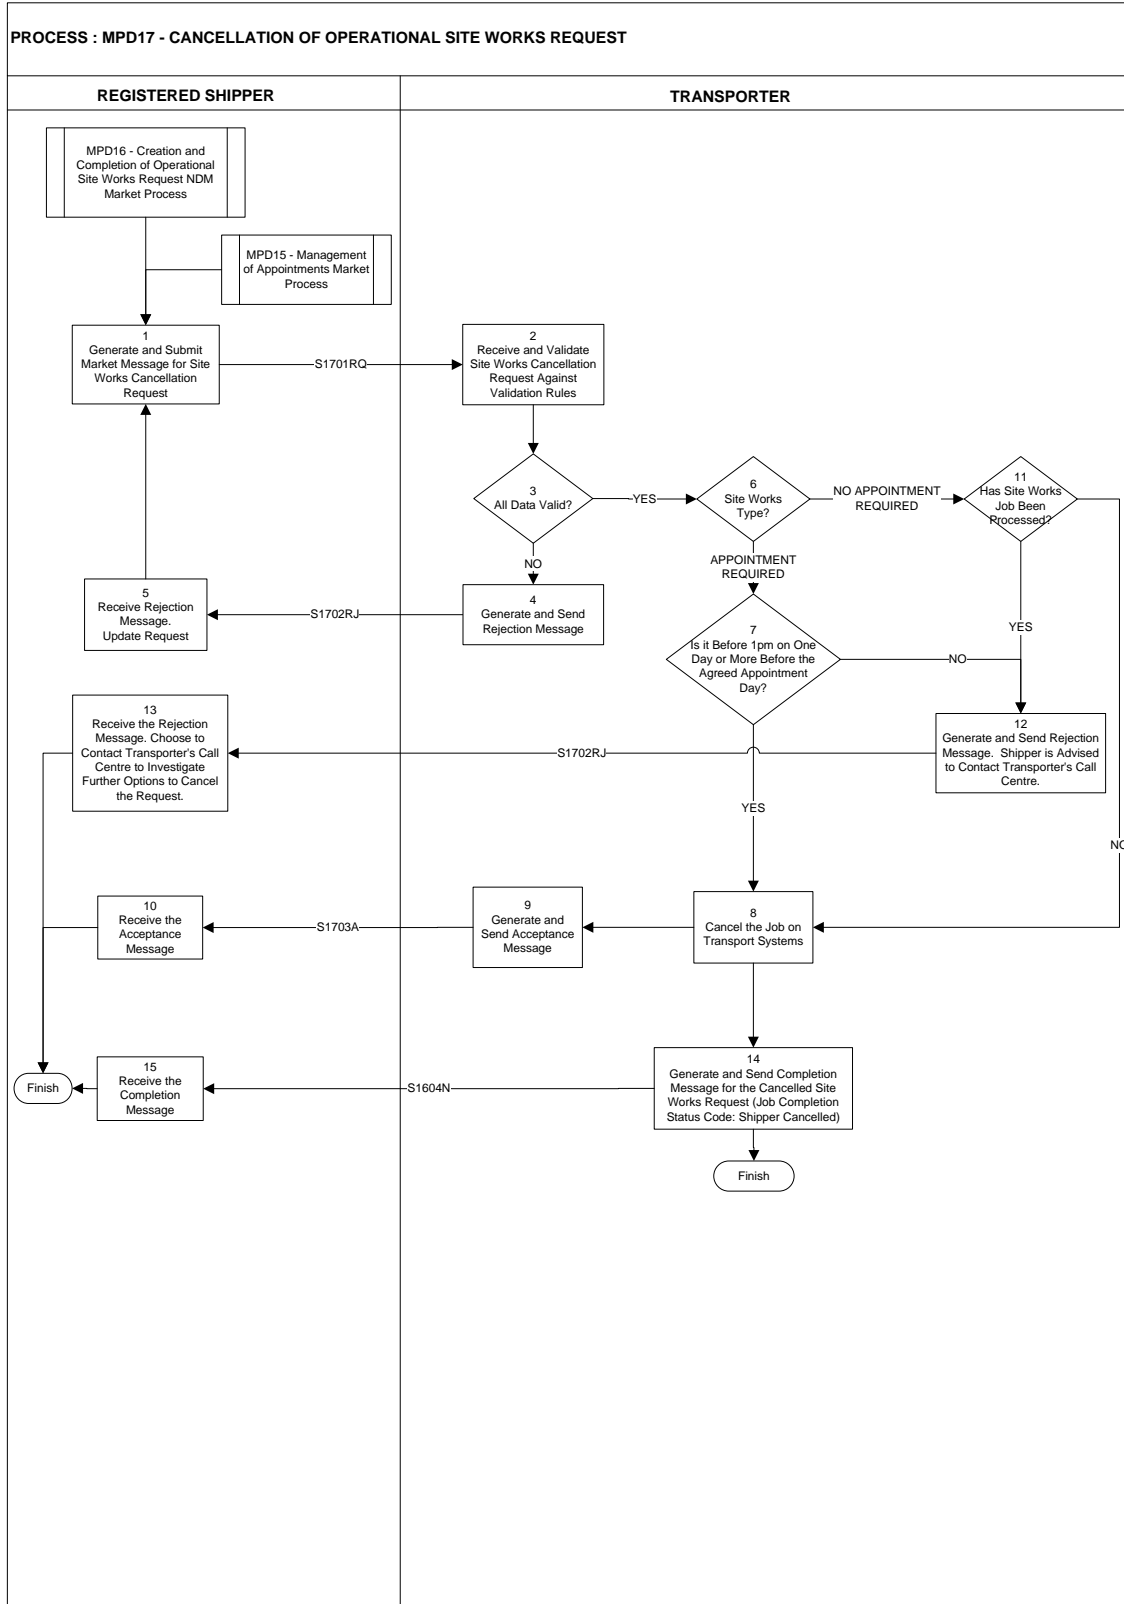 PROCESS : MPD17 - CANCELLATION OF OPERATIONAL SITE WORKS REQUEST
REGISTERED SHIPPER
TRANSPORTER
MPD16 - Creation and
Completion of Operational
Site Works Request NDM
Market Process
MPD15 - Management
of Appointments Market
Process
1
Generate and Submit
Market Message for Site
Works Cancellation
Request
S1701RQ
2
Receive and Validate
Site Works Cancellation
Request Against
Validation Rules
3
All Data Valid?
YES
6
Site Works
Type?
NO APPOINTMENT
REQUIRED
11
Has Site Works
Job Been
Processed?
NO
APPOINTMENT
REQUIRED
5
Receive Rejection
Message.
Update Request
S1702RJ
4
Generate and Send
Rejection Message
7
Is it Before 1pm on One
Day or More Before the
Agreed Appointment
Day?
YES
NO
13
Receive the Rejection
Message. Choose to
Contact Transporter's Call
Centre to Investigate
Further Options to Cancel
the Request.
S1702RJ
12
Generate and Send Rejection
Message.  Shipper is Advised
to Contact Transporter's Call
Centre.
YES
NO
10
Receive the
Acceptance
Message
S1703A
9
Generate and
Send Acceptance
Message
8
Cancel the Job on
Transport Systems
Finish
15
Receive the
Completion
Message
S1604N
14
Generate and Send Completion
Message for the Cancelled Site
Works Request (Job Completion
Status Code: Shipper Cancelled)
Finish